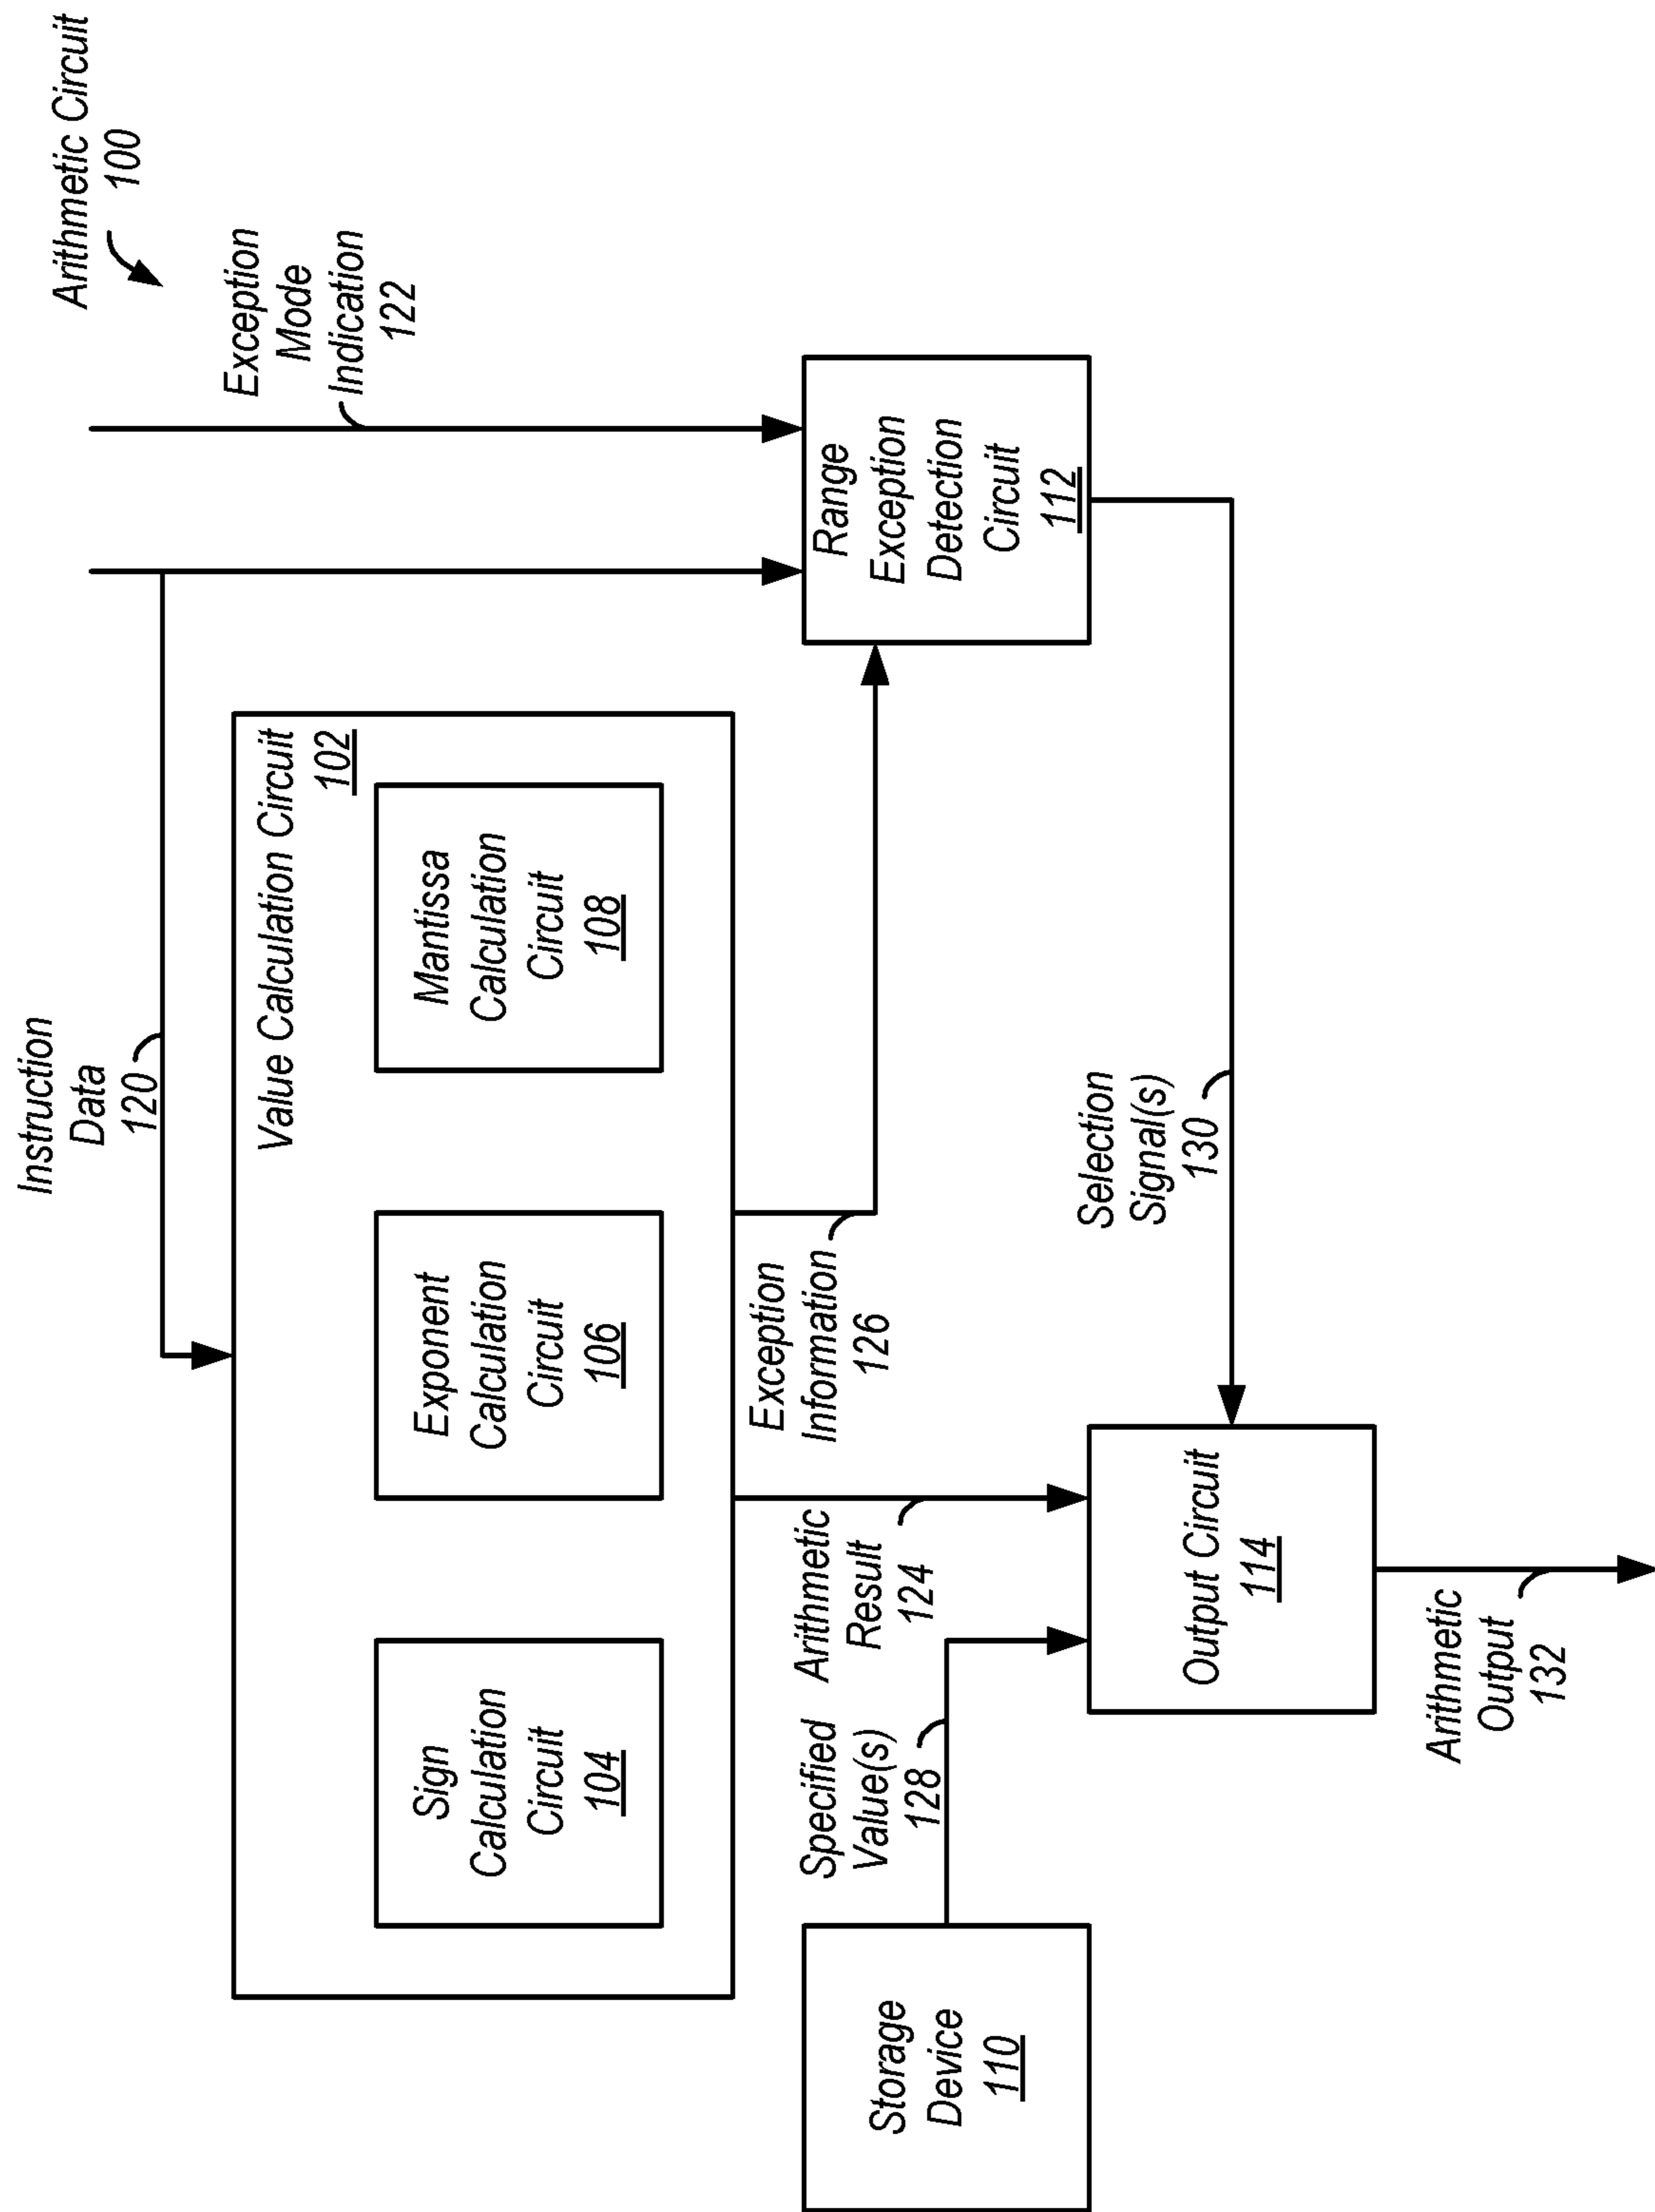 Arithmetic Circuit
100
Instruction
Data
120
Exception
Mode
Indication
122
Value Calculation Circuit
102
Sign
Calculation
Circuit
104
Exponent
Calculation
Circuit
106
Mantissa
Calculation
Circuit
108
Storage
Device
110
Specified
Value(s)
128
Arithmetic
Result
124
Exception
Information
126
Range
Exception
Detection
Circuit
112
Selection
Signal(s)
130
Output Circuit
114
Arithmetic
Output
132